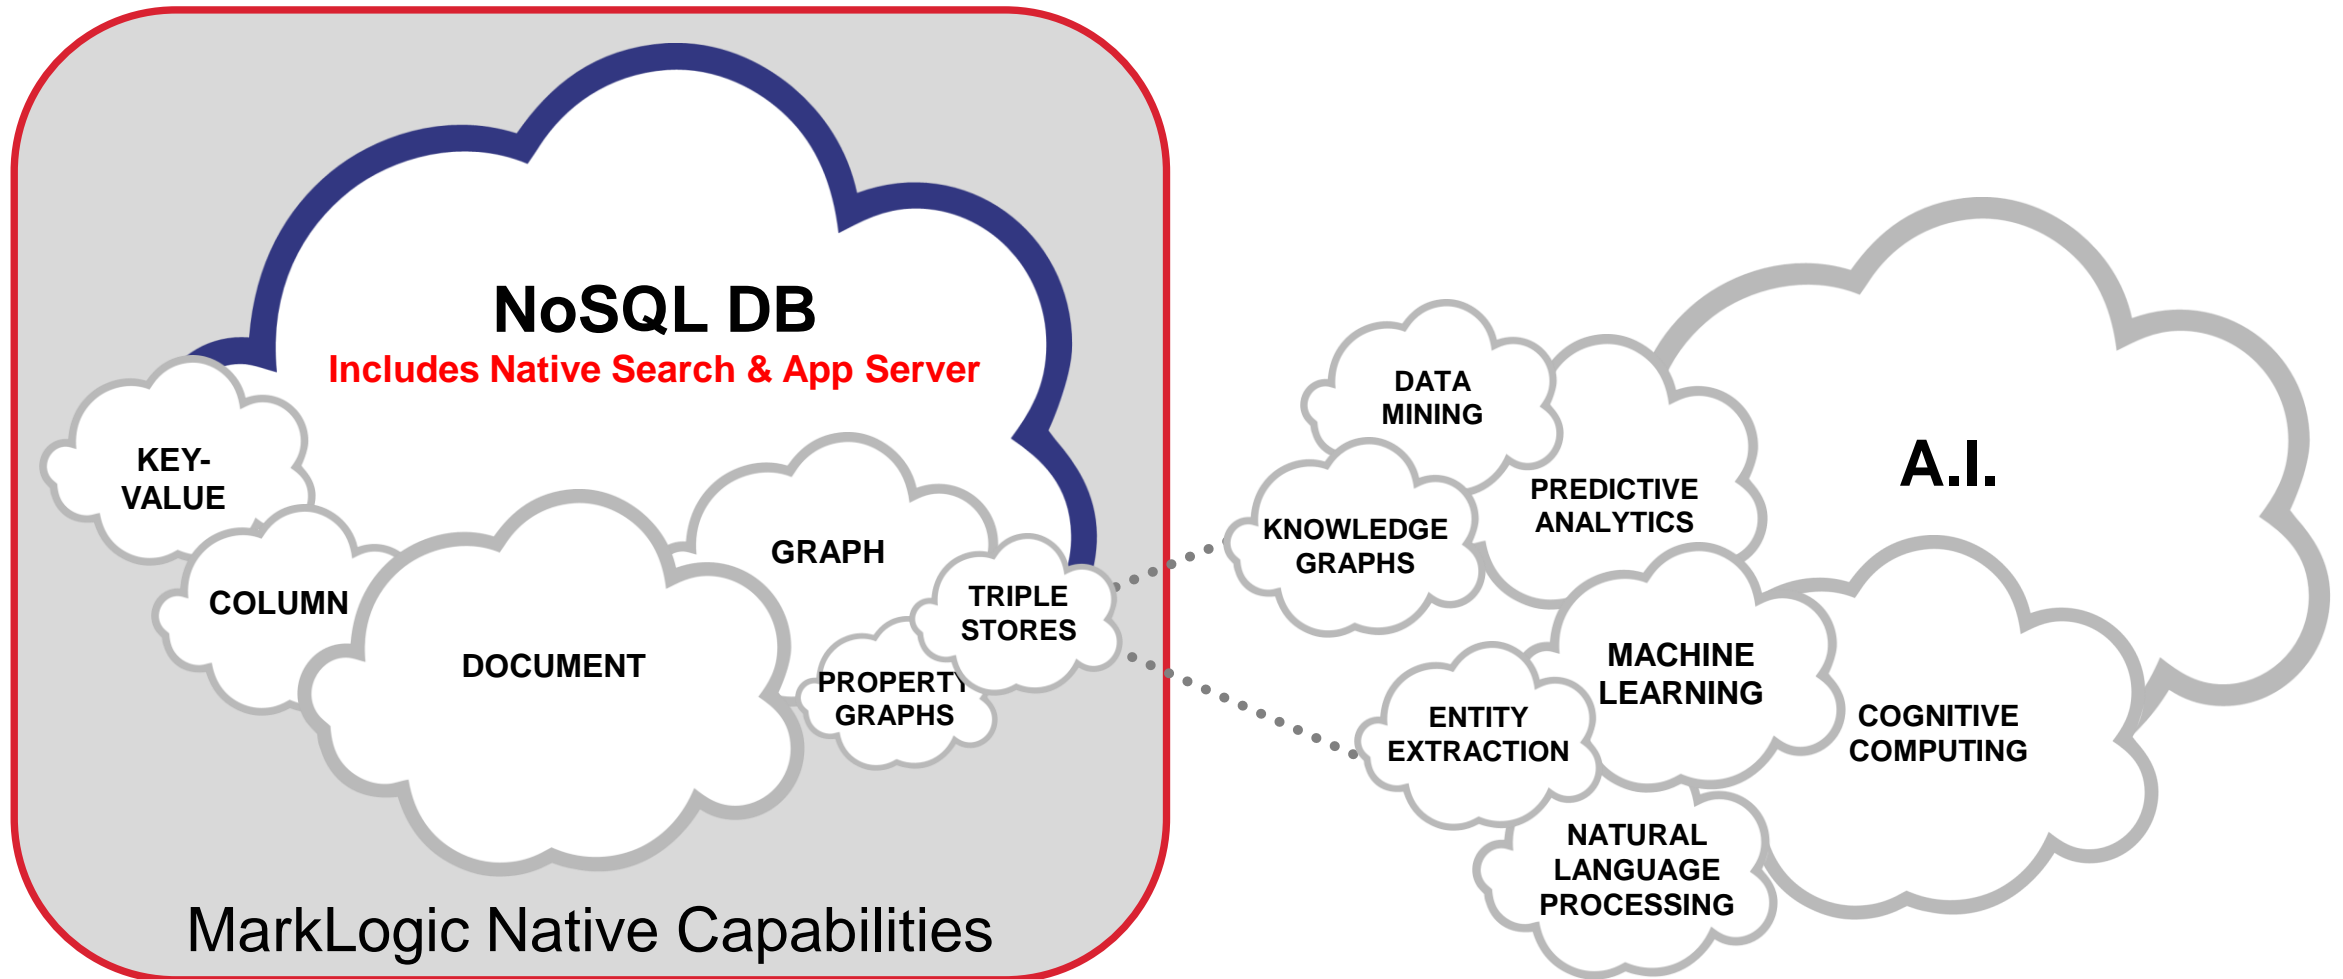 NoSQL DB
Includes Native Search & App Server
KEY-
VALUE
COLUMN
DOCUMENT
GRAPH
TRIPLE
STORES
PROPERTY
GRAPHS
MarkLogic Native Capabilities
DATA
MINING
KNOWLEDGE
GRAPHS
PREDICTIVE
ANALYTICS
A.I.
MACHINE
LEARNING
ENTITY
EXTRACTION
COGNITIVE
COMPUTING
NATURAL
LANGUAGE
PROCESSING